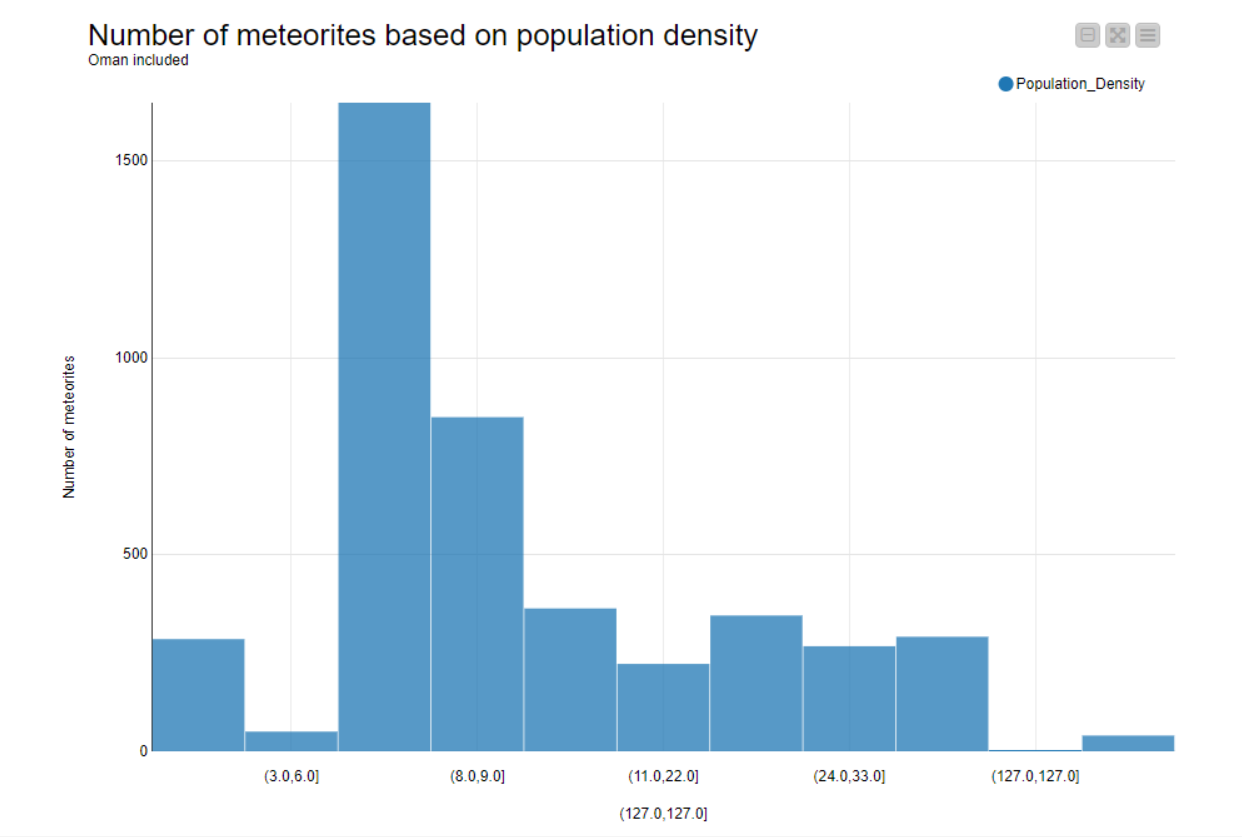 Number of meteorites based on population density
Oman included
Population_Density
1500
1000
500
0
Number of meteorites
(3.0,6.0] (8.0,9.0] (11.0,22.0] (24.0,33.0] (127.0,127.0]
(127.0,127.0]